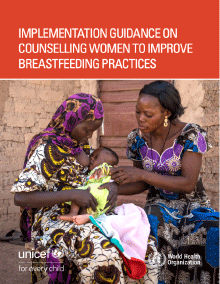 IMPLEMENTATION GUIDANCE ON
COUNSELLING WOMEN TO IMPROVE
BREASTFEEDING PRACTICES
unicef
for every child
World Health
Organization